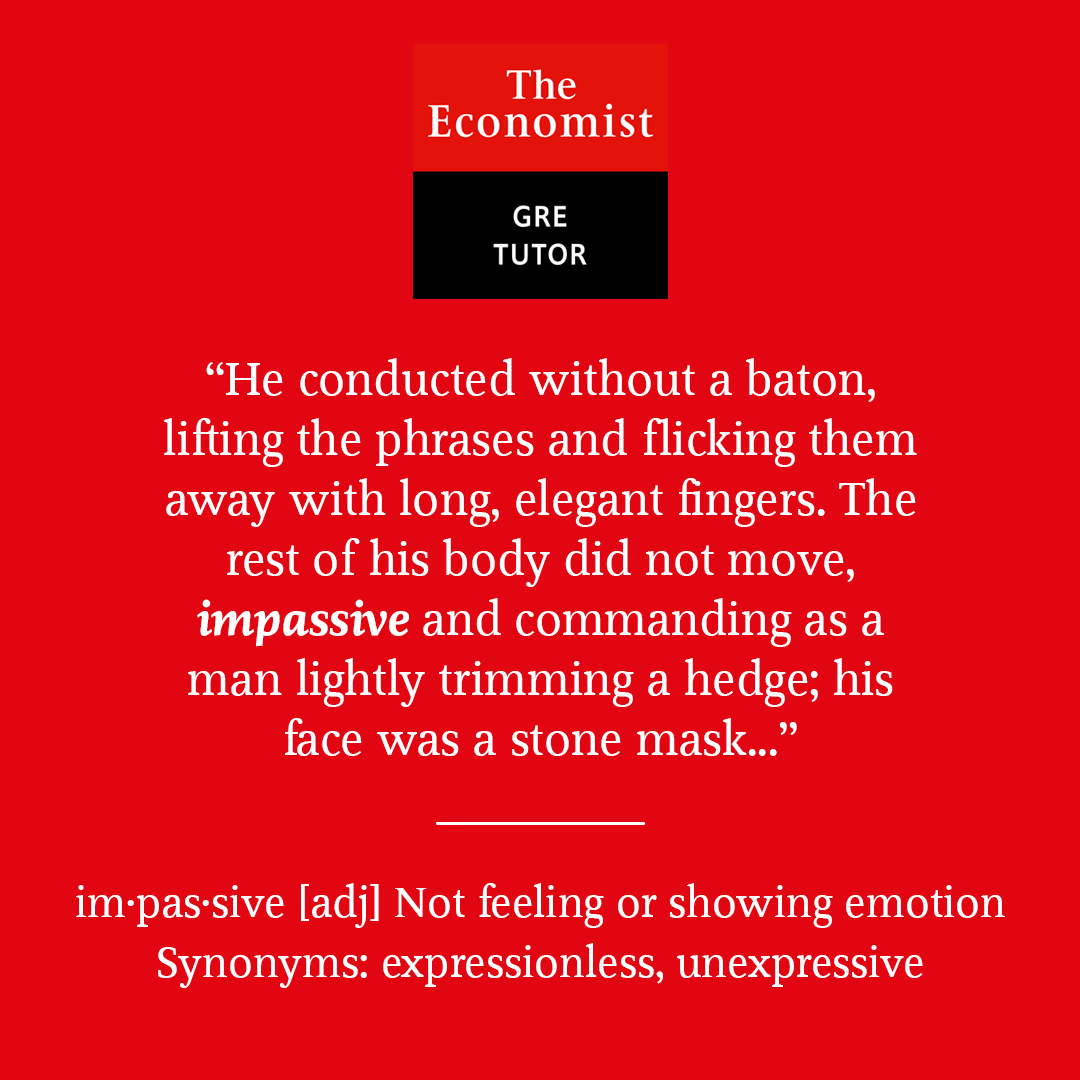 The
Economist
GRE
TUTOR
“He conducted without a baton,
lifting the phrases and flicking them
away with long, elegant fingers. The
rest of his body did not move,
impassive and commanding as a
man lightly trimming a hedge; his
face was a stone mask...”
im·pas·sive [adj] Not feeling or showing emotion
Synonyms: expressionless, unexpressive